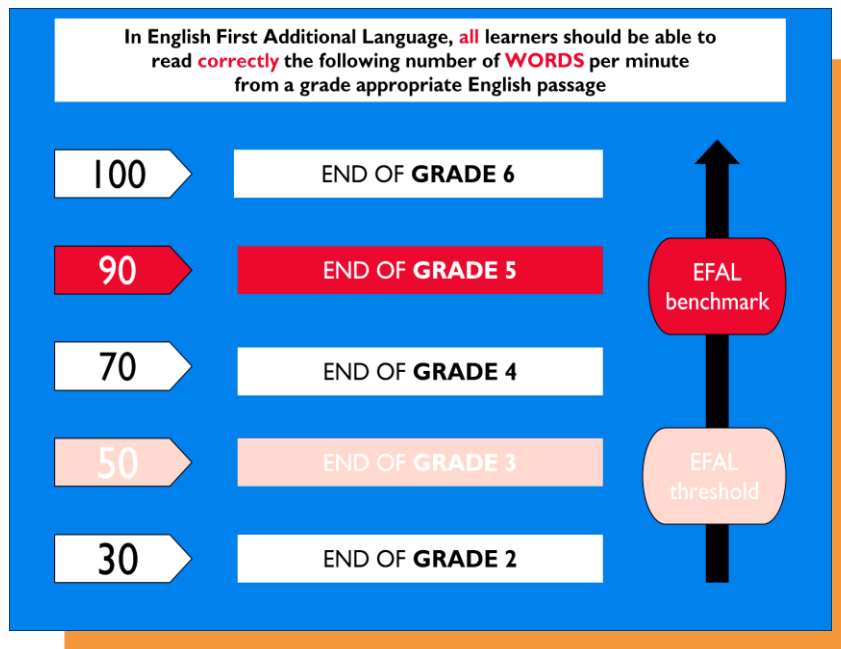 In English First Additional Language, all learners should be able to
read correctly the following number of WORDS per minute
from a grade appropriate English passage
100 END OF GRADE 6
90 END OF GRADE 5
EFAL
benchmark
70 END OF GRADE 4
50 END OF GRADE 3
EFAL
threshold
30 END OF GRADE 2